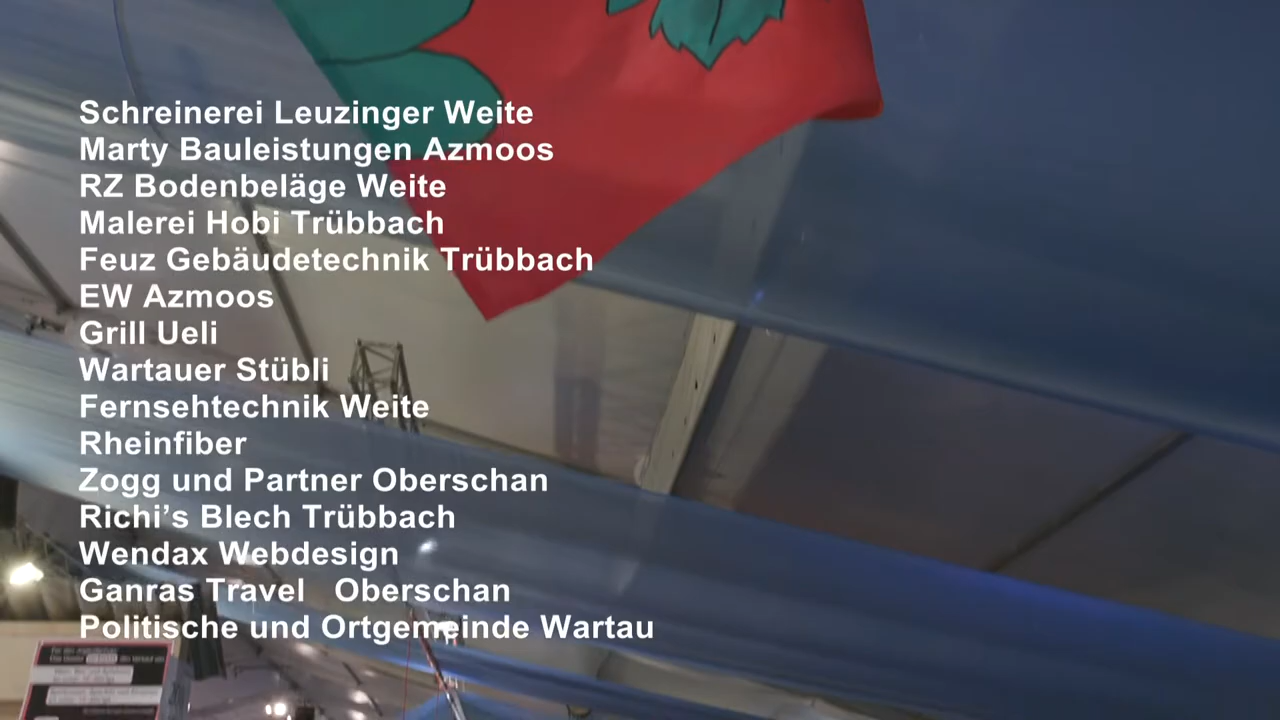 Schreinerei Leuzinger Weite
Marty Bauleistungen Azmoos
RZ Bodenbeläge Weite
Malerei Hobi Trübbach
Feuz Gebäudetechnik Trübbach
EW Azmoos
Grill Ueli
Wartauer Stübli
Fernsehtechnik Weite
Rheinfiber
Zogg und Partner Oberschan
Richi’s Blech Trübbach
Wendax Webdesign
Ganras Travel   Oberschan
Politische und Ortgemeinde Wartau